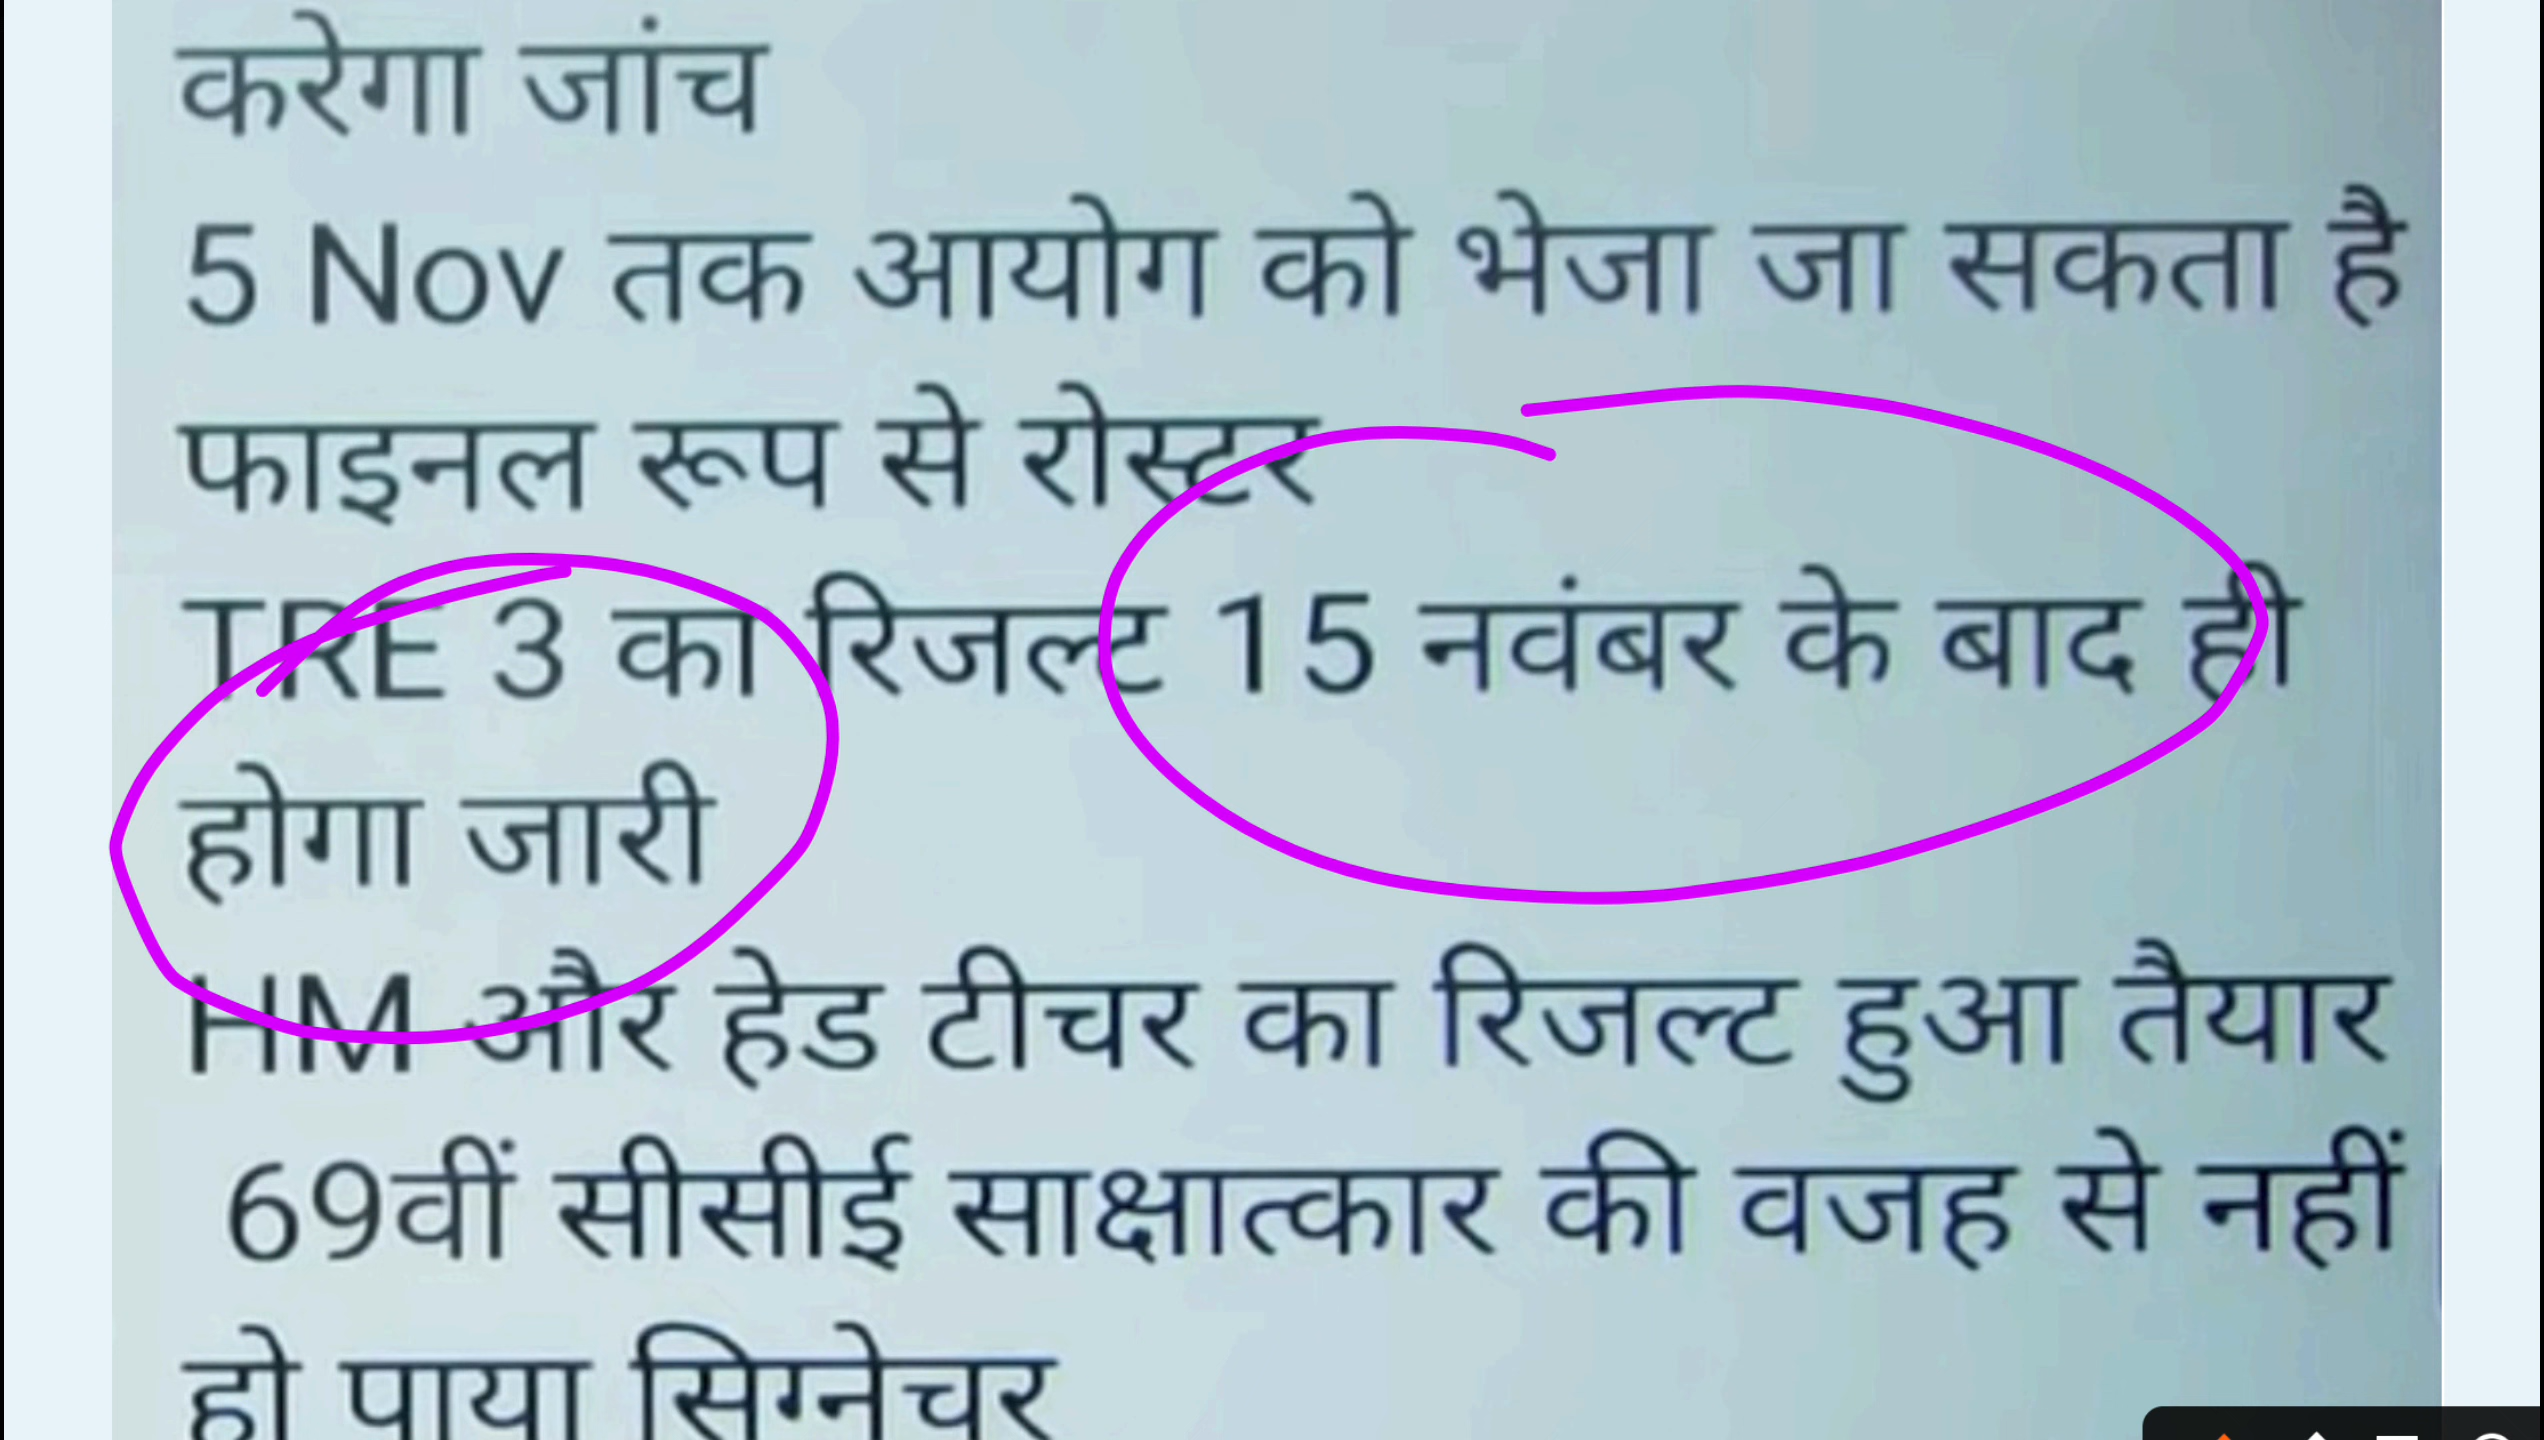 करेगा जांच
5 Nov तक आयोग को भेजा जा सकता है
फाइनल रूप से रोस्टर
TRE 3 का रिजल्ट 15 नवंबर के बाद ही
होगा जारी
HM और हेड टीचर का रिजल्ट हुआ तैयार
69वीं सीसीई साक्षात्कार की वजह से नहीं
हो पाया सिग्नेचर